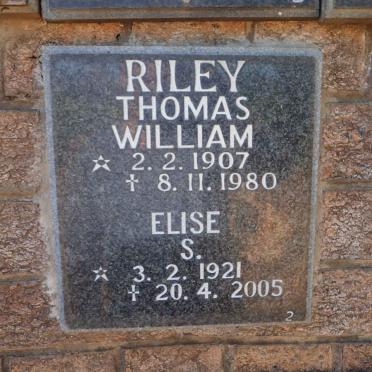 RILEY
THOMAS
WILLIAM
☆ 2. 2. 1907
† 8. 11. 1980
ELISE
S.
☆ 3. 2. 1921
† 20. 4. 2005
2